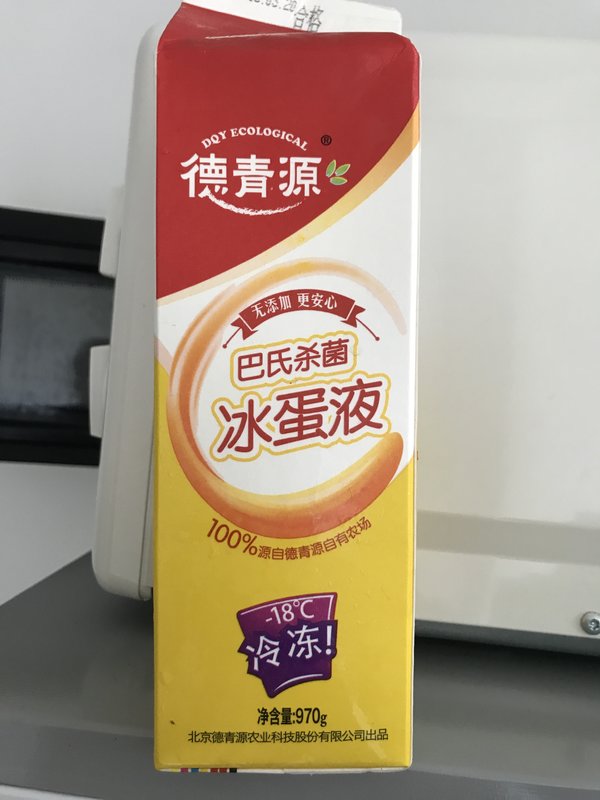 合格
DQY ECOLOGICAL
德青源®
无添加 更安心
巴氏杀菌
冰蛋液
100%源自德青源自有农场
-18℃
冷冻!
净含量:970g
北京德青源农业科技股份有限公司出品